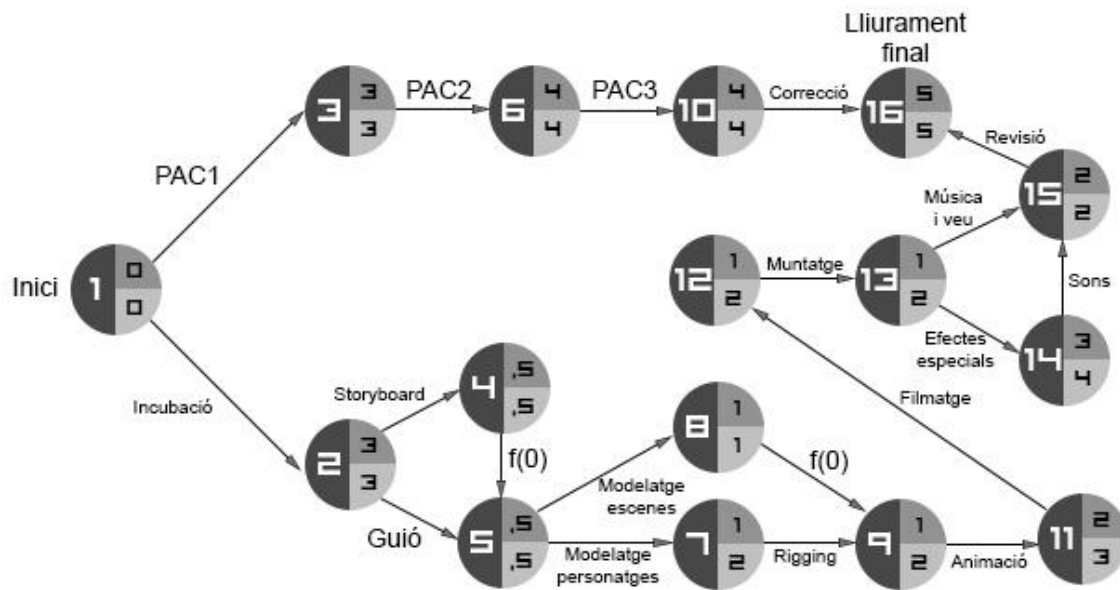 Lliurament
final
3
3
3
PAC2
6
4
4
PAC3
10
4
4
Correcció
16
5
5
Revisió
PAC1
15
2
2
Música
i veu
Inici
1
0
0
12
1
2
Muntatge
13
1
2
Sons
Efectes
especials
14
3
4
Incubació
Storyboard
4
,5
,5
Filmatge
8
1
1
2
3
3
f(0)
f(0)
Modelatge
escenes
Guió
5
,5
,5
Modelatge
personatges
7
1
2
Rigging
9
1
2
Animació
11
2
3